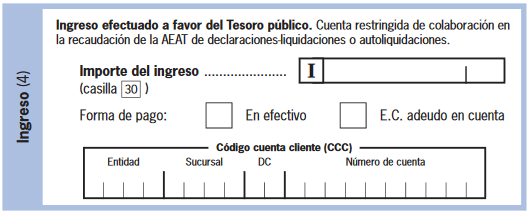 Ingreso (4)
Ingreso efectuado a favor del Tesoro público. Cuenta restringida de colaboración en
la recaudación de la AEAT de declaraciones-liquidaciones o autoliquidaciones.
Importe del ingreso ...................... I
(casilla 30 )
Forma de pago: En efectivo E.C. adeudo en cuenta
Código cuenta cliente (CCC)
Entidad Sucursal DC Número de cuenta